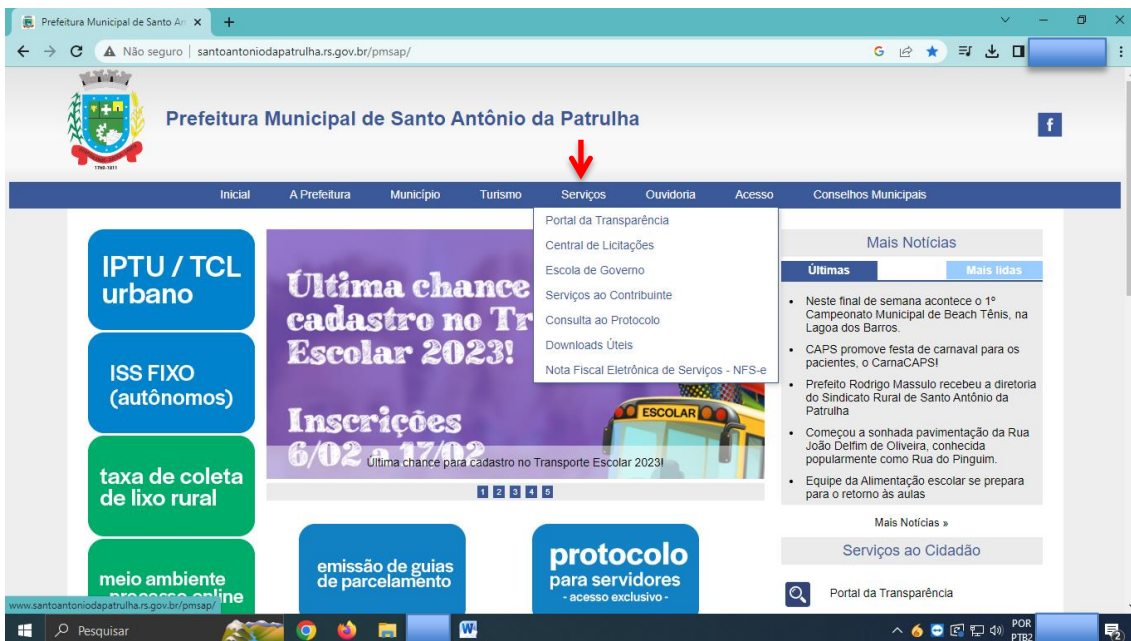 Prefeitura Municipal de Santo An
Não seguro | santoantoniodapatrulha.rs.gov.br/pmsap/
Prefeitura Municipal de Santo Antônio da Patrulha
f
Inicial A Prefeitura Município Turismo Serviços Ouvidoria Acesso Conselhos Municipais
Portal da Transparência
Central de Licitações
Escola de Governo
Serviços ao Contribuinte
Consulta ao Protocolo
Downloads Úteis
Nota Fiscal Eletrônica de Serviços - NFS-e
IPTU / TCL
urbano
ISS FIXO
(autônomos)
taxa de coleta
de lixo rural
meio ambiente
Última chance
cadastro no Tr
Escolar 2023!
Inscrições
6/02 a 17/02
ESCOLAR
Última chance para cadastro no Transporte Escolar 2023!
1 2 3 4 5
emissão de guias
de parcelamento
protocolo
para servidores
- acesso exclusivo -
Mais Notícias
Últimas Mais lidas
Neste final de semana acontece o 1º
Campeonato Municipal de Beach Tênis, na
Lagoa dos Barros.
CAPS promove festa de carnaval para os
pacientes, o CarnaCAPS!
Prefeito Rodrigo Massulo recebeu a diretoria
do Sindicato Rural de Santo Antônio da
Patrulha
Começou a sonhada pavimentação da Rua
João Delfim de Oliveira, conhecida
popularmente como Rua do Pinguim.
Equipe da Alimentação escolar se prepara
para o retorno às aulas
Mais Notícias »
Serviços ao Cidadão
Portal da Transparência
www.santoantoniodapatrulha.rs.gov.br/pmsap/
Pesquisar
POR
PTB2